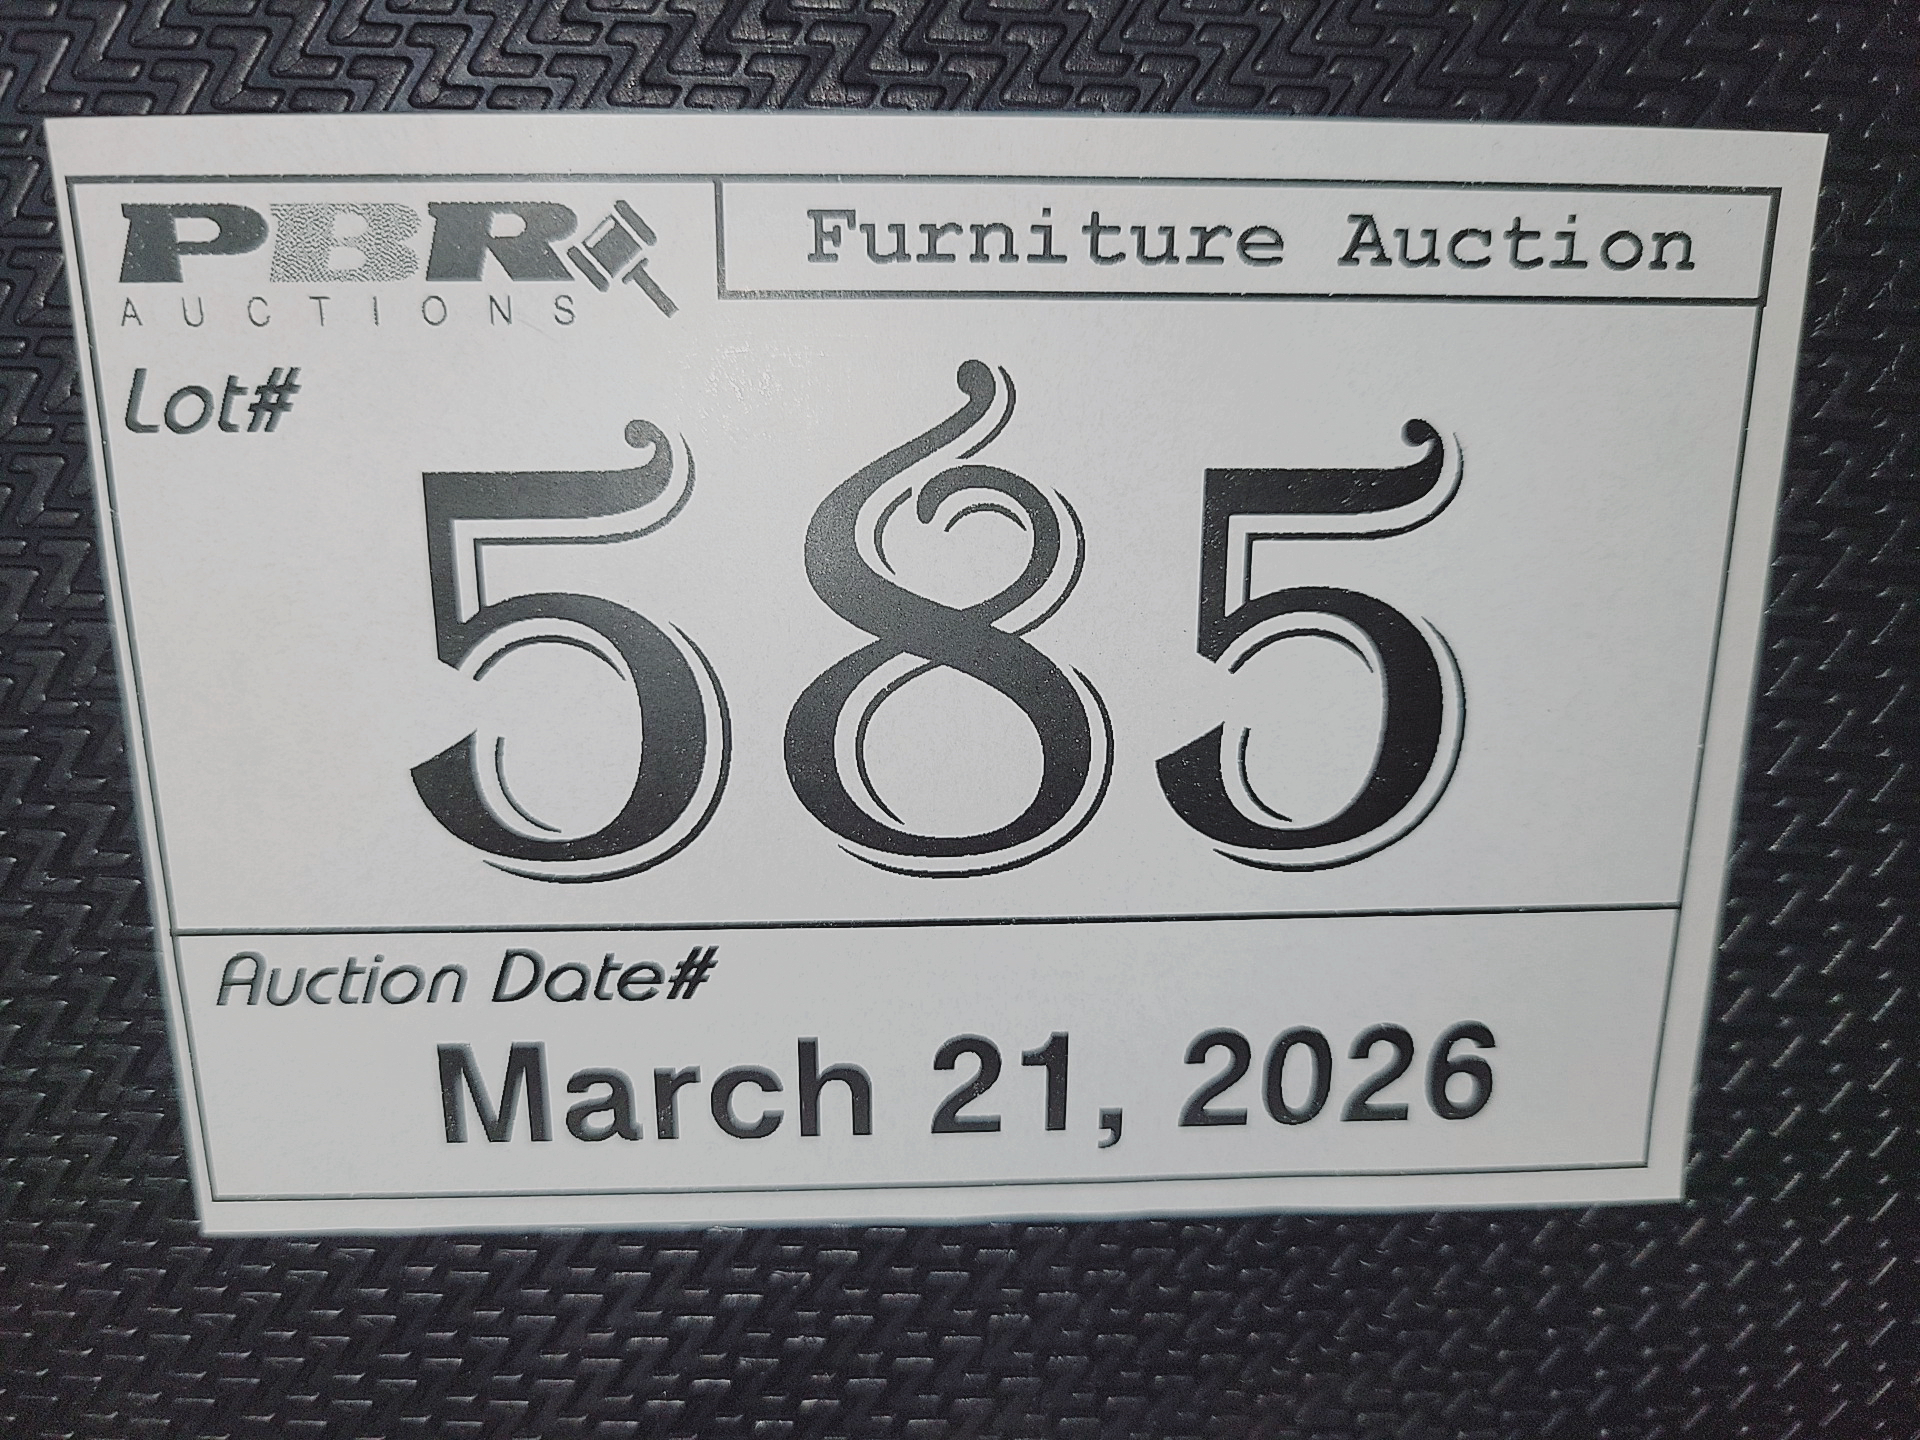 PBR
AUCTIONS
Furniture Auction
Lot#
585
Auction Date#
March 21, 2026